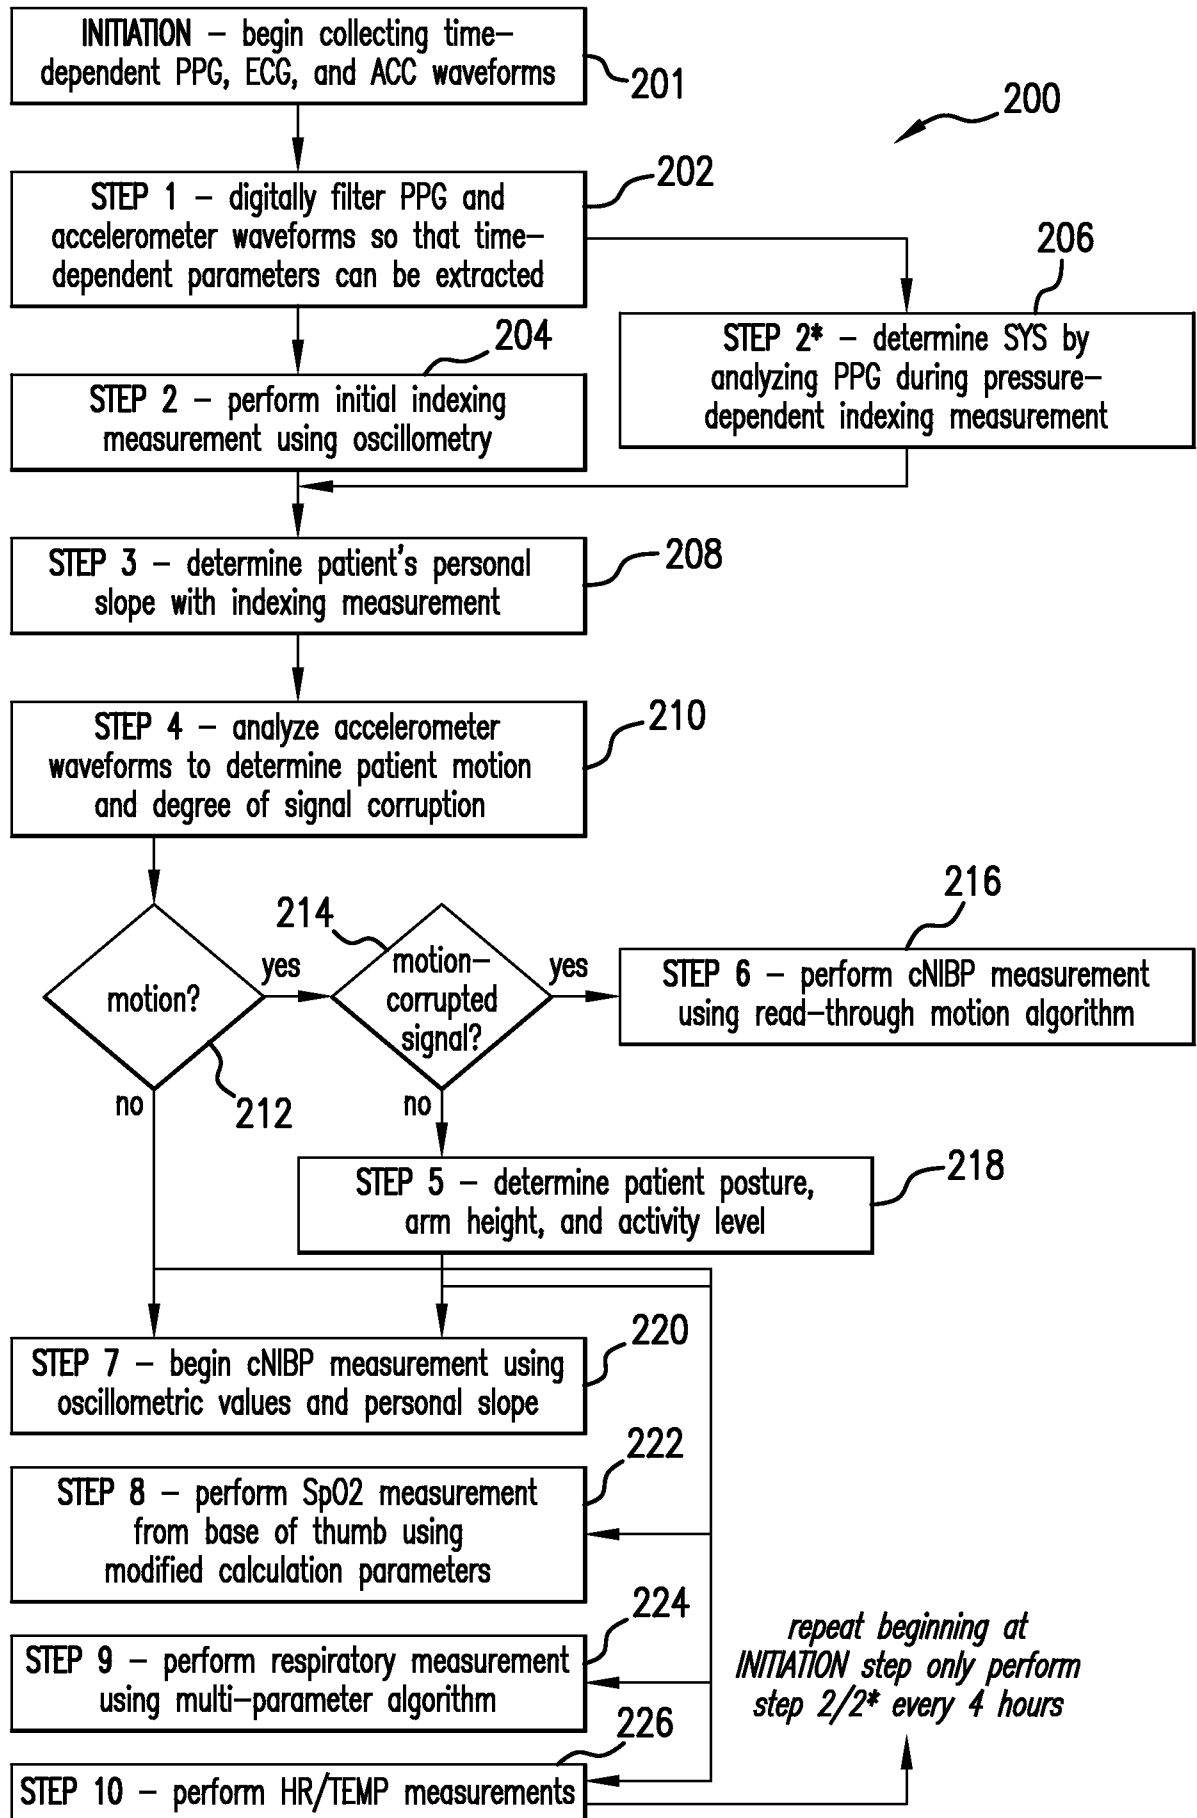 INITIATION – begin collecting time–
dependent PPG, ECG, and ACC waveforms
201
200
STEP 1 – digitally filter PPG and
accelerometer waveforms so that time–
dependent parameters can be extracted
202
206
STEP 2* – determine SYS by
analyzing PPG during pressure–
dependent indexing measurement
204
STEP 2 – perform initial indexing
measurement using oscillometry
STEP 3 – determine patient's personal
slope with indexing measurement
208
STEP 4 – analyze accelerometer
waveforms to determine patient motion
and degree of signal corruption
210
motion?
212
yes
no
214
motion–
corrupted
signal?
yes
no
216
STEP 6 – perform cNIBP measurement
using read–through motion algorithm
STEP 5 – determine patient posture,
arm height, and activity level
218
STEP 7 – begin cNIBP measurement using
oscillometric values and personal slope
220
STEP 8 – perform SpO2 measurement
from base of thumb using
modified calculation parameters
222
STEP 9 – perform respiratory measurement
using multi–parameter algorithm
224
STEP 10 – perform HR/TEMP measurements
226
repeat beginning at
INITIATION step only perform
step 2/2* every 4 hours